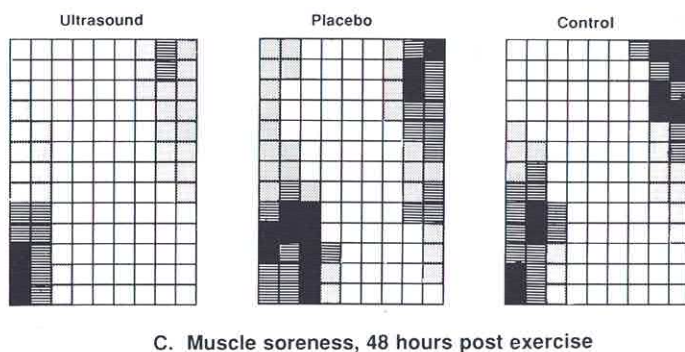 Ultrasound Placebo Control
C. Muscle soreness, 48 hours post exercise